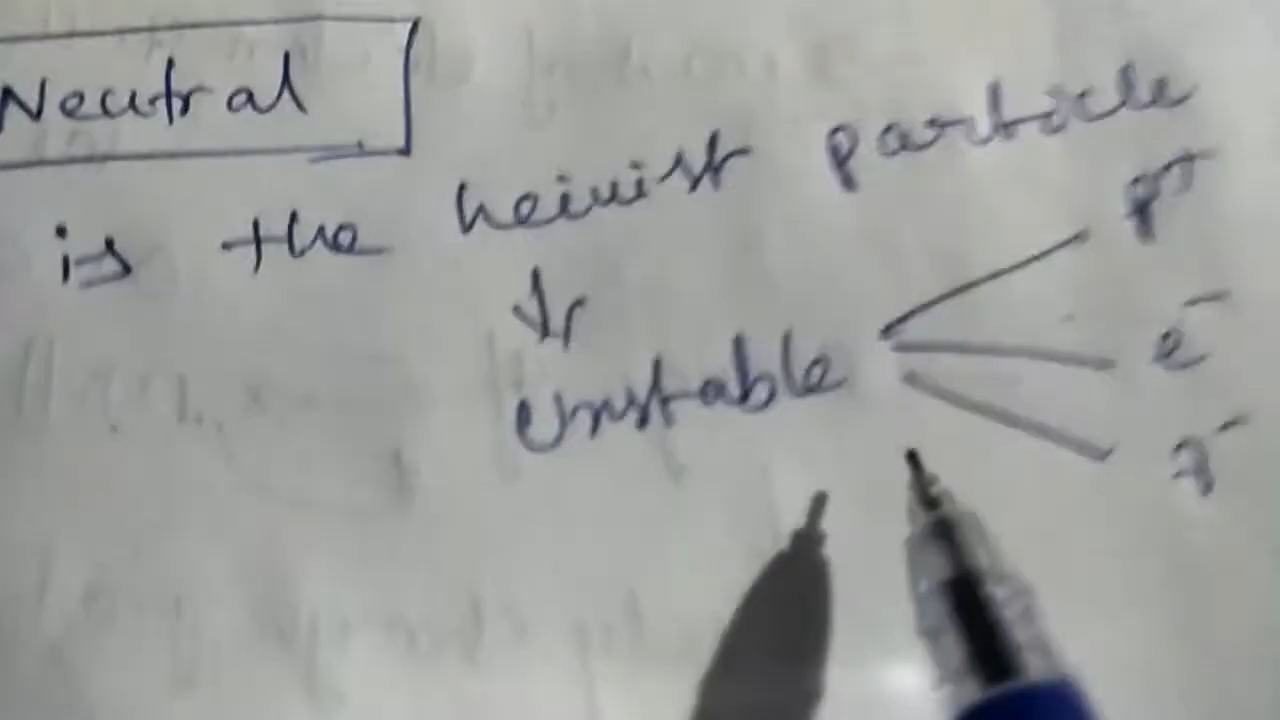 Neutral
is the heivist particle
unstable
p+
e-